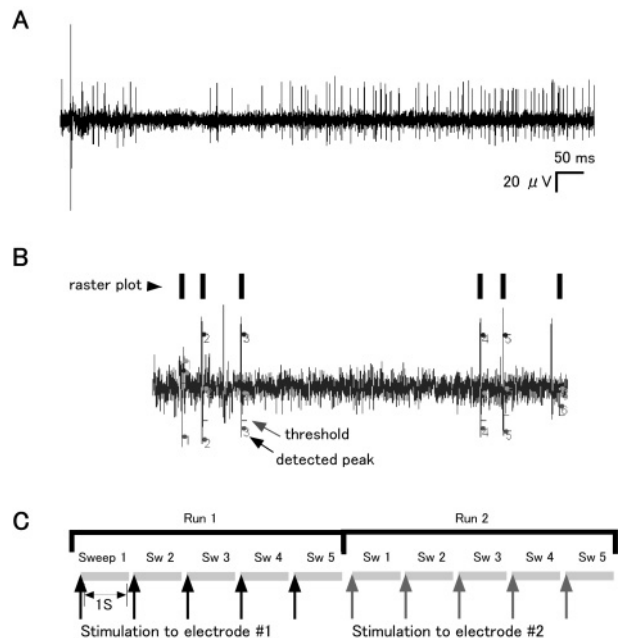 A
50 ms
20 μV
B
raster plot
2
3
4
5
2
3
4
5
threshold
detected peak
C
Run 1
Run 2
Sweep 1 Sw 2 Sw 3 Sw 4 Sw 5 Sw 1 Sw 2 Sw 3 Sw 4 Sw 5
1S
Stimulation to electrode #1
Stimulation to electrode #2